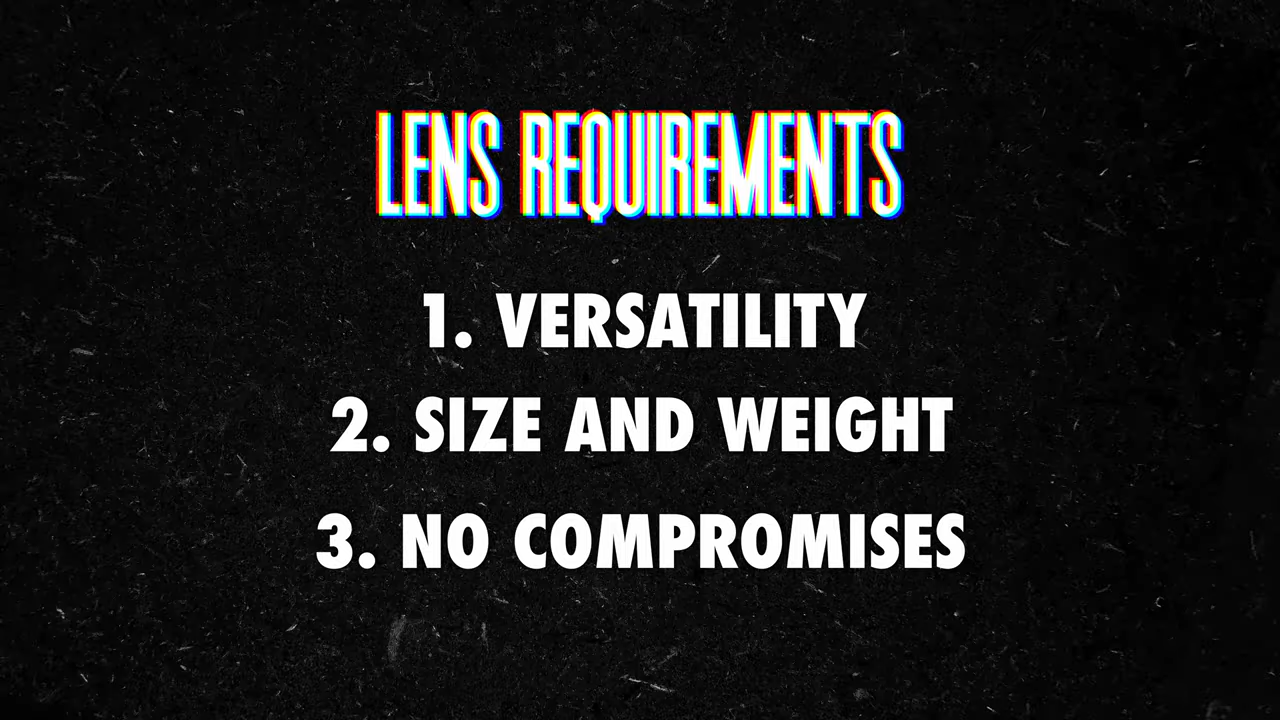 LENS REQUIREMENTS
1. VERSATILITY
2. SIZE AND WEIGHT
3. NO COMPROMISES